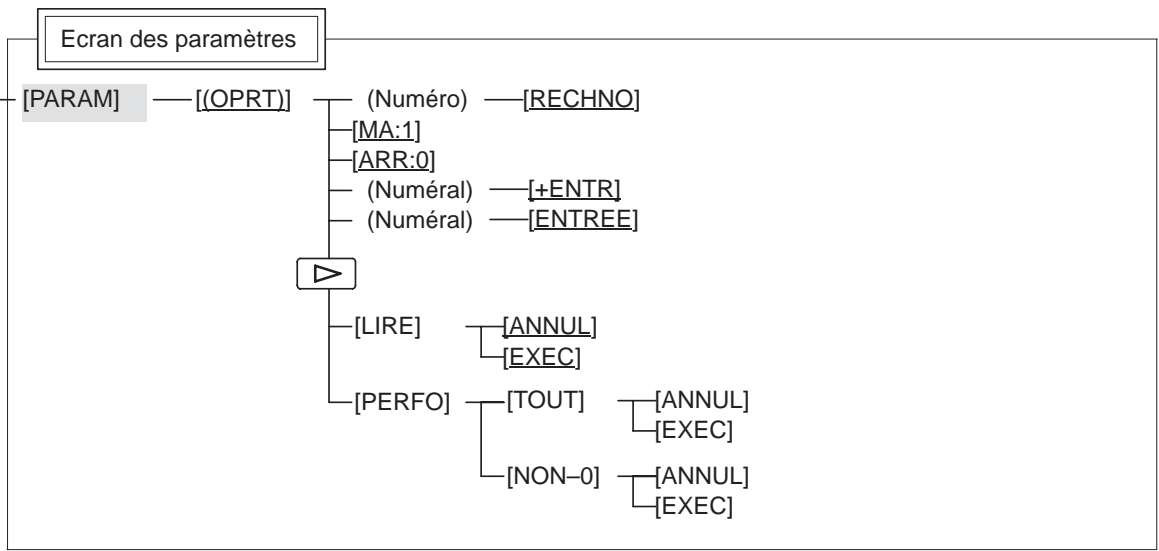 Ecran des paramètres
[PARAM] [(OPRT)] (Numéro) [RECHNO]
[MA:1]
[ARR:0]
(Numéral) [+ENTR]
(Numéral) [ENTREE]
[LIRE] [ANNUL]
[EXEC]
[PERFO] [TOUT] [ANNUL]
[EXEC]
[NON–0] [ANNUL]
[EXEC]